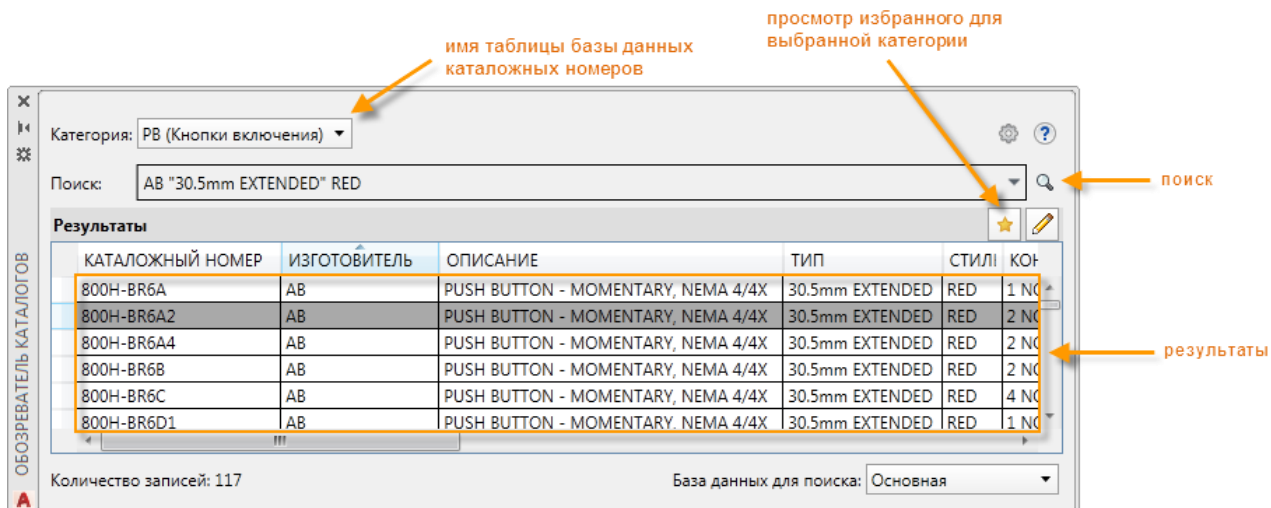 просмотр избранного для
выбранной категории
имя таблицы базы данных
каталожных номеров
Категория: PB (Кнопки включения)
?
Поиск: AB "30.5mm EXTENDED" RED
поиск
Результаты
КАТАЛОЖНЫЙ НОМЕР ИЗГОТОВИТЕЛЬ ОПИСАНИЕ ТИП СТИЛ КОН
800H-BR6A AB PUSH BUTTON - MOMENTARY, NEMA 4/4X 30.5mm EXTENDED RED 1 NO
800H-BR6A2 AB PUSH BUTTON - MOMENTARY, NEMA 4/4X 30.5mm EXTENDED RED 2 NO
800H-BR6A4 AB PUSH BUTTON - MOMENTARY, NEMA 4/4X 30.5mm EXTENDED RED 2 NO
800H-BR6B AB PUSH BUTTON - MOMENTARY, NEMA 4/4X 30.5mm EXTENDED RED 2 NO
800H-BR6C AB PUSH BUTTON - MOMENTARY, NEMA 4/4X 30.5mm EXTENDED RED 4 NO
800H-BR6D1 AB PUSH BUTTON - MOMENTARY, NEMA 4/4X 30.5mm EXTENDED RED 1 NO
результаты
Количество записей: 117 База данных для поиска: Основная
ОБОЗРЕВАТЕЛЬ КАТАЛОГОВ
A